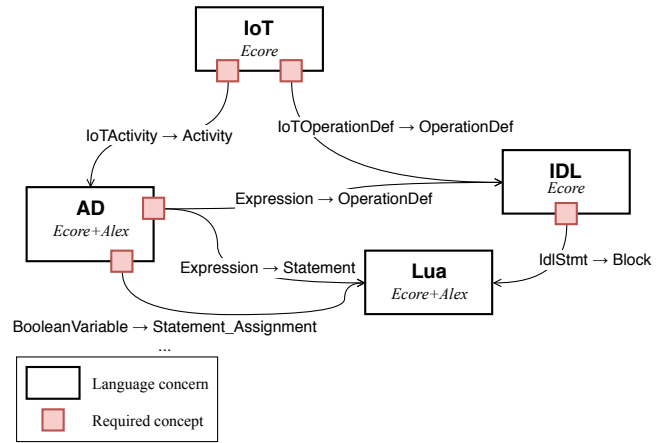 IoT
Ecore
IoTActivity → Activity
IoTOperationDef → OperationDef
IDL
Ecore
AD
Ecore+Alex
Expression → OperationDef
Expression → Statement
Lua
Ecore+Alex
IdlStmt → Block
BooleanVariable → Statement_Assignment
...
Language concern
Required concept